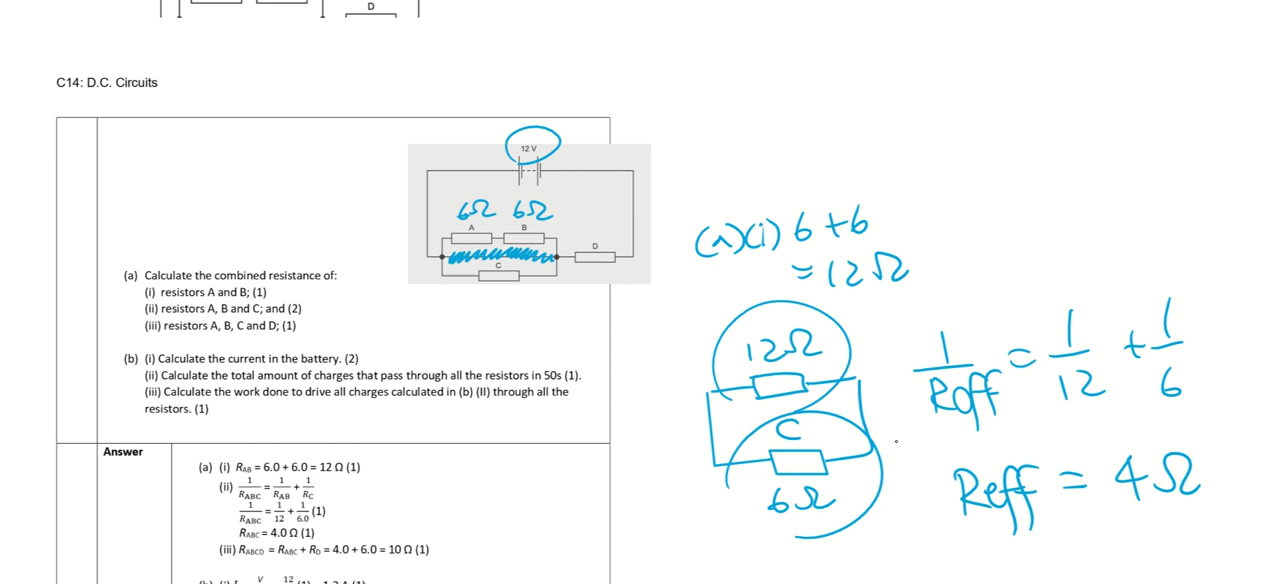 D
C14: D.C. Circuits
12 V
6Ω 6Ω
A B
D
C
(a) Calculate the combined resistance of:
(i) resistors A and B; (1)
(ii) resistors A, B and C; and (2)
(iii) resistors A, B, C and D; (1)
(b) (i) Calculate the current in the battery. (2)
(ii) Calculate the total amount of charges that pass through all the resistors in 50s (1).
(iii) Calculate the work done to drive all charges calculated in (b) (II) through all the
resistors. (1)
Answer
(a) (i) RAB = 6.0 + 6.0 = 12 Ω (1)
(ii) 1/RABC = 1/RAB + 1/RC
1/RABC = 1/12 + 1/6.0 (1)
RABC = 4.0 Ω (1)
(iii) RABCD = RABC + RD = 4.0 + 6.0 = 10 Ω (1)
(a)(i) 6 + 6
= 12 Ω
12Ω
C
6Ω
1/Reff = 1/12 + 1/6
Reff = 4Ω